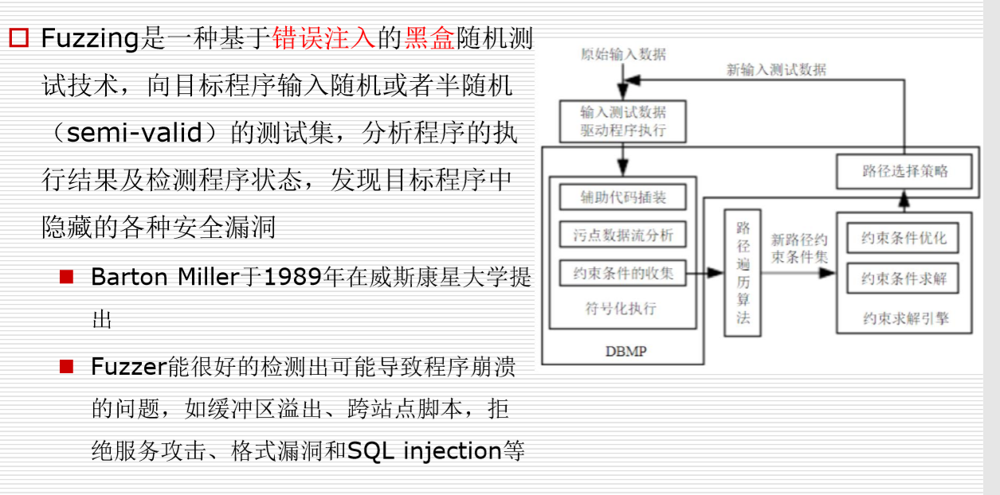 Fuzzing是一种基于错误注入的黑盒随机测
试技术，向目标程序输入随机或者半随机
（semi-valid）的测试集，分析程序的执
行结果及检测程序状态，发现目标程序中
隐藏的各种安全漏洞
Barton Miller于1989年在威斯康星大学提
出
Fuzzer能很好的检测出可能导致程序崩溃
的问题，如缓冲区溢出、跨站点脚本，拒
绝服务攻击、格式漏洞和SQL injection等
原始输入数据
新输入测试数据
输入测试数据
驱动程序执行
路径选择策略
辅助代码插装
污点数据流分析
约束条件的收集
符号化执行
DBMP
路
径
遍
历
算
法
新路径约
束条件集
约束条件优化
约束条件求解
约束求解引擎